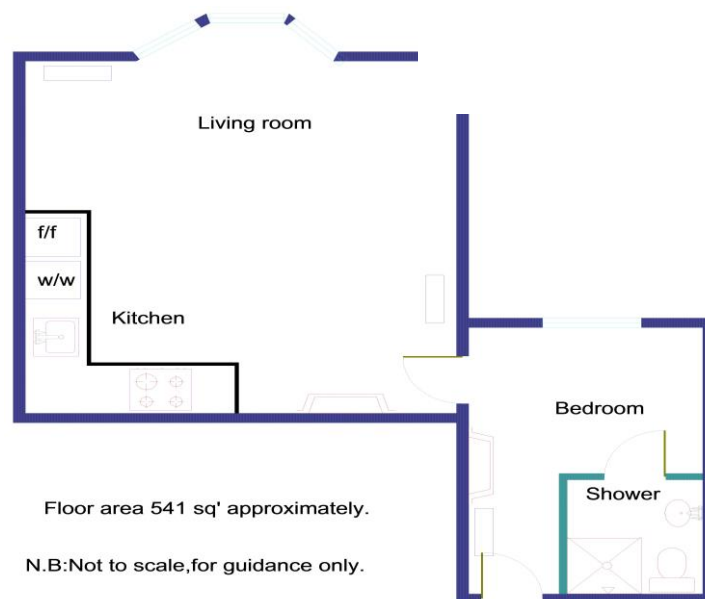 Living room
f/f
w/w
Kitchen
Bedroom
Shower
Floor area 541 sq' approximately.
N.B:Not to scale,for guidance only.